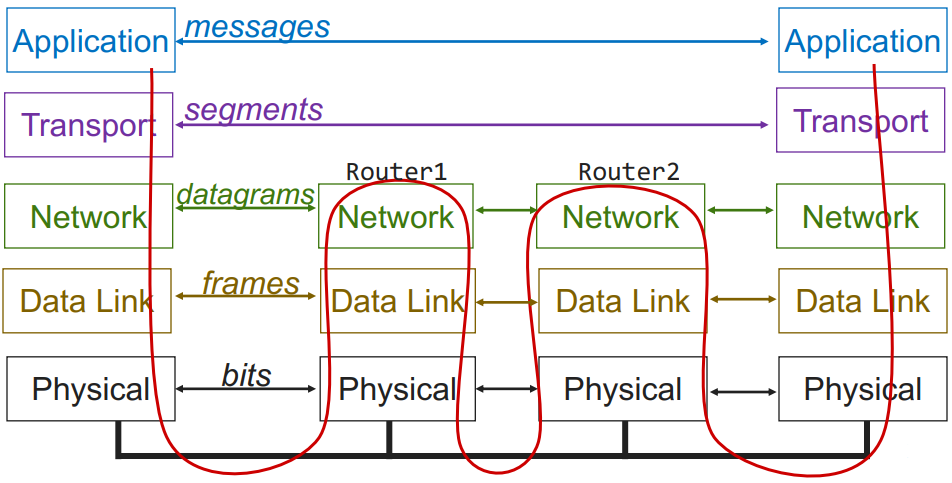 Application messages Application
Transport segments Transport
Router1 Router2
Network datagrams Network Network Network
Data Link frames Data Link Data Link Data Link
Physical bits Physical Physical Physical